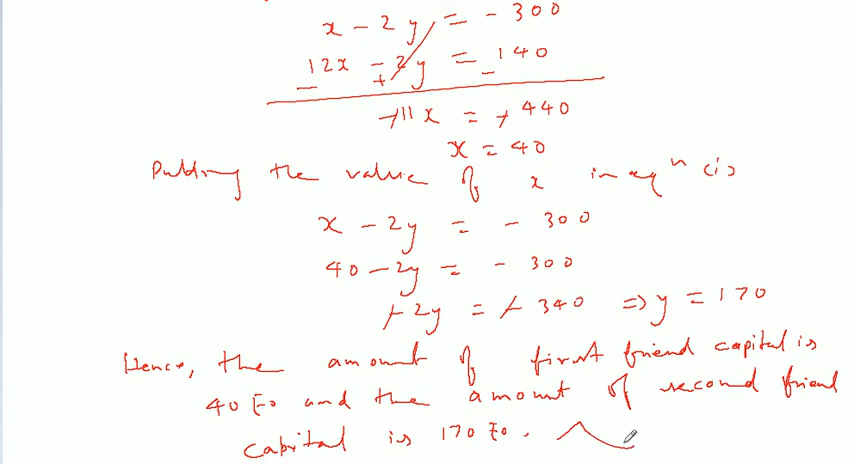 x - 2y = - 300
12x - 2y = 140
- + -
-11x = - 440
x = 40
Putting the value of x in eqn (i)
x - 2y = - 300
40 - 2y = - 300
- 2y = - 340 => y = 170
Hence, the amount of first friend capital is
40 and the amount of second friend
capital is 170